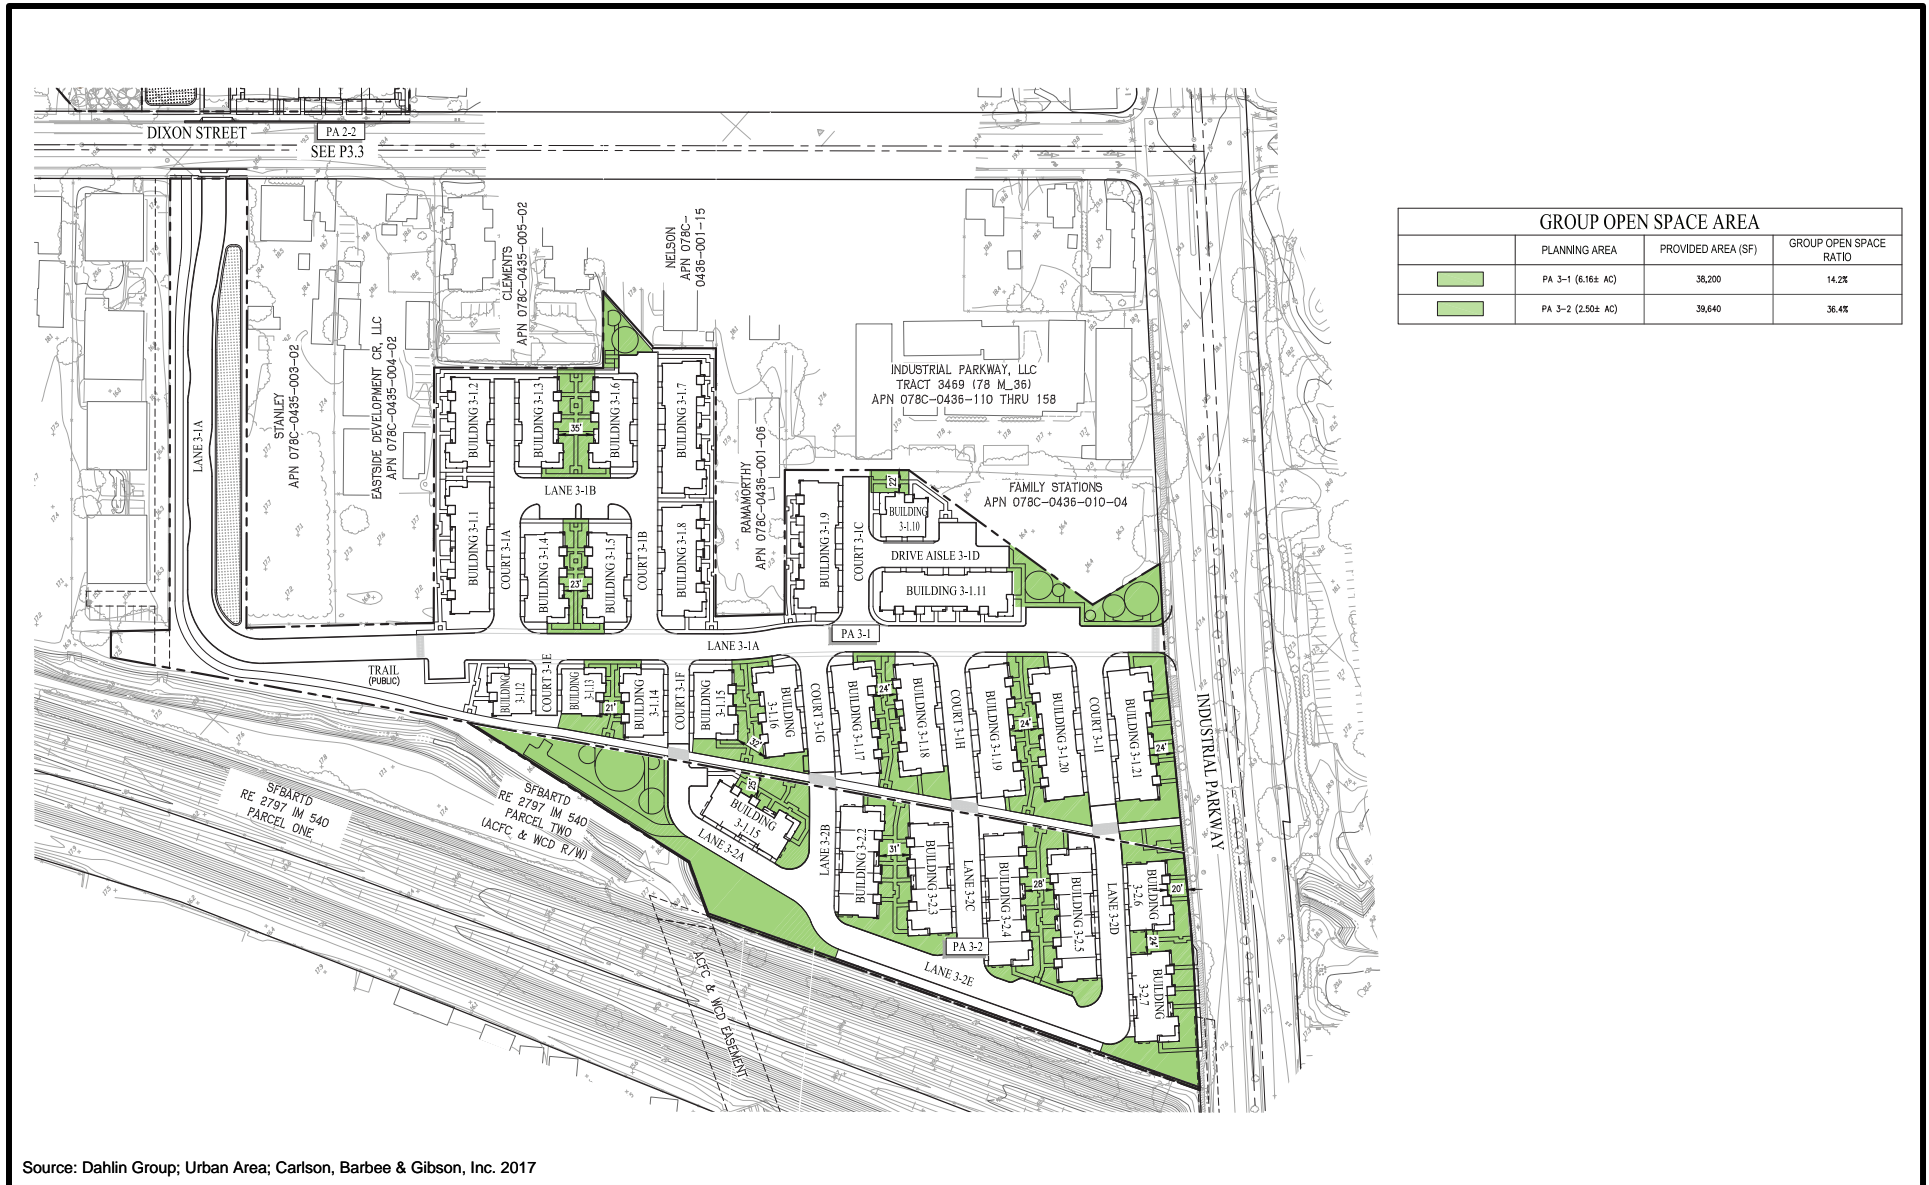 DIXON STREET
PA 2-2
SEE P3.3
LANE 3-1A
STANLEY
APN 078C-0435-003-02
EASTSIDE DEVELOPMENT CR, LLC
APN 078C-0435-004-02
CLEMENTS
APN 078C-0435-005-02
NELSON
APN 078C-
0436-001-15
RAMAMORTHY
APN 078C-0436-001-06
INDUSTRIAL PARKWAY, LLC
TRACT 3469 (78 M_36)
APN 078C-0436-110 THRU 158
FAMILY STATIONS
APN 078C-0436-010-04
GROUP OPEN SPACE AREA
PLANNING AREA
PROVIDED AREA (SF)
GROUP OPEN SPACE
RATIO
PA 3-1 (6.16± AC)
38,200
14.2%
PA 3-2 (2.50± AC)
39,640
36.4%
BUILDING 3-1.2
BUILDING 3-1.3
35'
BUILDING 3-1.6
BUILDING 3-1.7
LANE 3-1B
BUILDING 3-1.1
COURT 3-1A
BUILDING 3-1.4
23'
BUILDING 3-1.5
COURT 3-1B
BUILDING 3-1.8
BUILDING 3-1.9
COURT 3-1C
22'
BUILDING
3-1.10
DRIVE AISLE 3-1D
BUILDING 3-1.11
PA 3-1
LANE 3-1A
TRAIL
(PUBLIC)
BUILDING
3-1.12
COURT 3-1E
BUILDING
3-1.13
21'
BUILDING
3-1.14
COURT 3-1F
BUILDING
3-1.15
32'
BUILDING
3-1.16
COURT 3-1G
BUILDING 3-1.17
24'
BUILDING 3-1.18
COURT 3-1H
BUILDING 3-1.19
24'
BUILDING 3-1.20
COURT 3-1I
BUILDING 3-1.21
24'
INDUSTRIAL PARKWAY
SFBARTD
RE 2797 IM 540
PARCEL ONE
SFBARTD
RE 2797 IM 540
PARCEL TWO
(ACFC & WCD R/W)
25'
BUILDING
3-1.15
LANE 3-2A
LANE 3-2B
BUILDING 3-2.2
31'
BUILDING 3-2.3
LANE 3-2C
BUILDING 3-2.4
28'
BUILDING 3-2.5
LANE 3-2D
BUILDING
3-2.6
20'
24'
BUILDING
3-2.7
PA 3-2
LANE 3-2E
ACFC & WCD EASEMENT
Source: Dahlin Group; Urban Area; Carlson, Barbee & Gibson, Inc. 2017